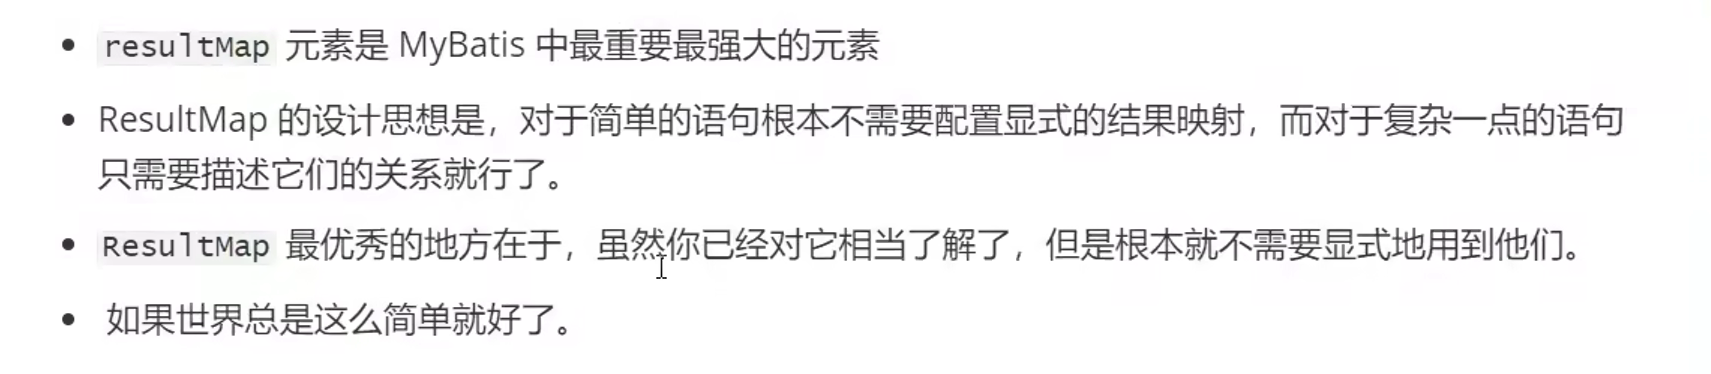 resultMap 元素是 MyBatis 中最重要最强大的元素
ResultMap 的设计思想是，对于简单的语句根本不需要配置显式的结果映射，而对于复杂一点的语句
只需要描述它们的关系就行了。
ResultMap 最优秀的地方在于，虽然你已经对它相当了解了，但是根本就不需要显式地用到他们。
如果世界总是这么简单就好了。